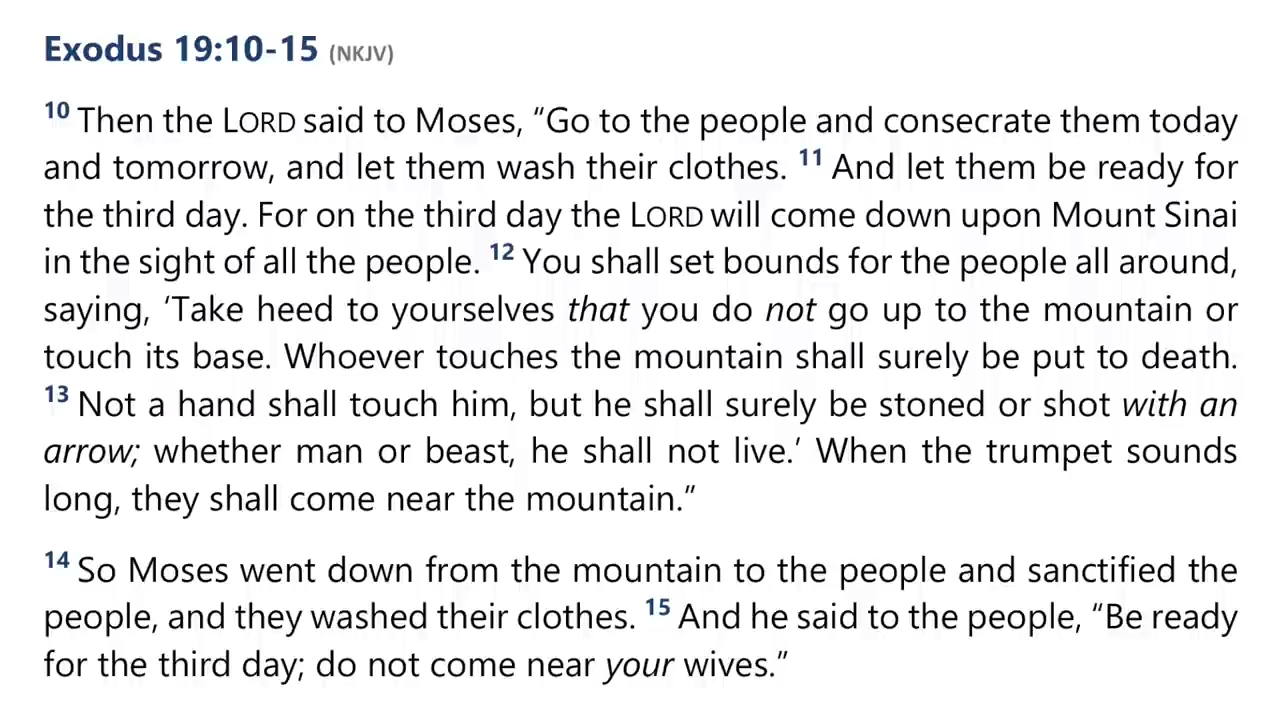 Exodus 19:10-15 (NKJV)
10 Then the LORD said to Moses, “Go to the people and consecrate them today
and tomorrow, and let them wash their clothes. 11 And let them be ready for
the third day. For on the third day the LORD will come down upon Mount Sinai
in the sight of all the people. 12 You shall set bounds for the people all around,
saying, ‘Take heed to yourselves that you do not go up to the mountain or
touch its base. Whoever touches the mountain shall surely be put to death.
13 Not a hand shall touch him, but he shall surely be stoned or shot with an
arrow; whether man or beast, he shall not live.’ When the trumpet sounds
long, they shall come near the mountain.”
14 So Moses went down from the mountain to the people and sanctified the
people, and they washed their clothes. 15 And he said to the people, “Be ready
for the third day; do not come near your wives.”